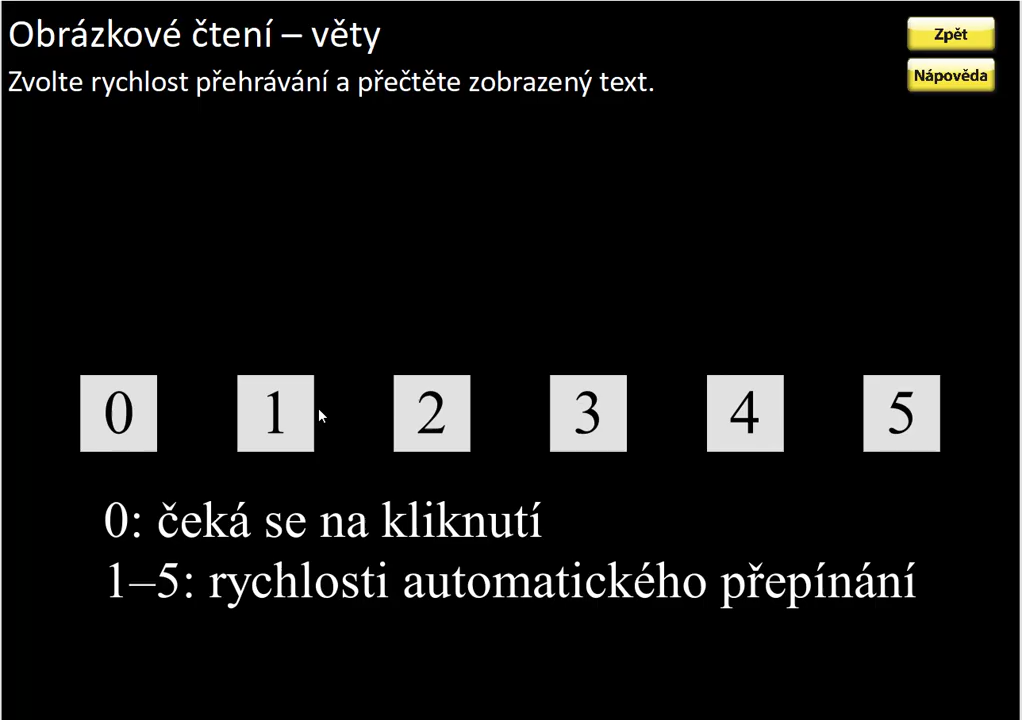 Obrázkové čtení – věty
Zpět
Zvolte rychlost přehrávání a přečtěte zobrazený text.
Nápověda
0 1 2 3 4 5
0: čeká se na kliknutí
1–5: rychlosti automatického přepínání